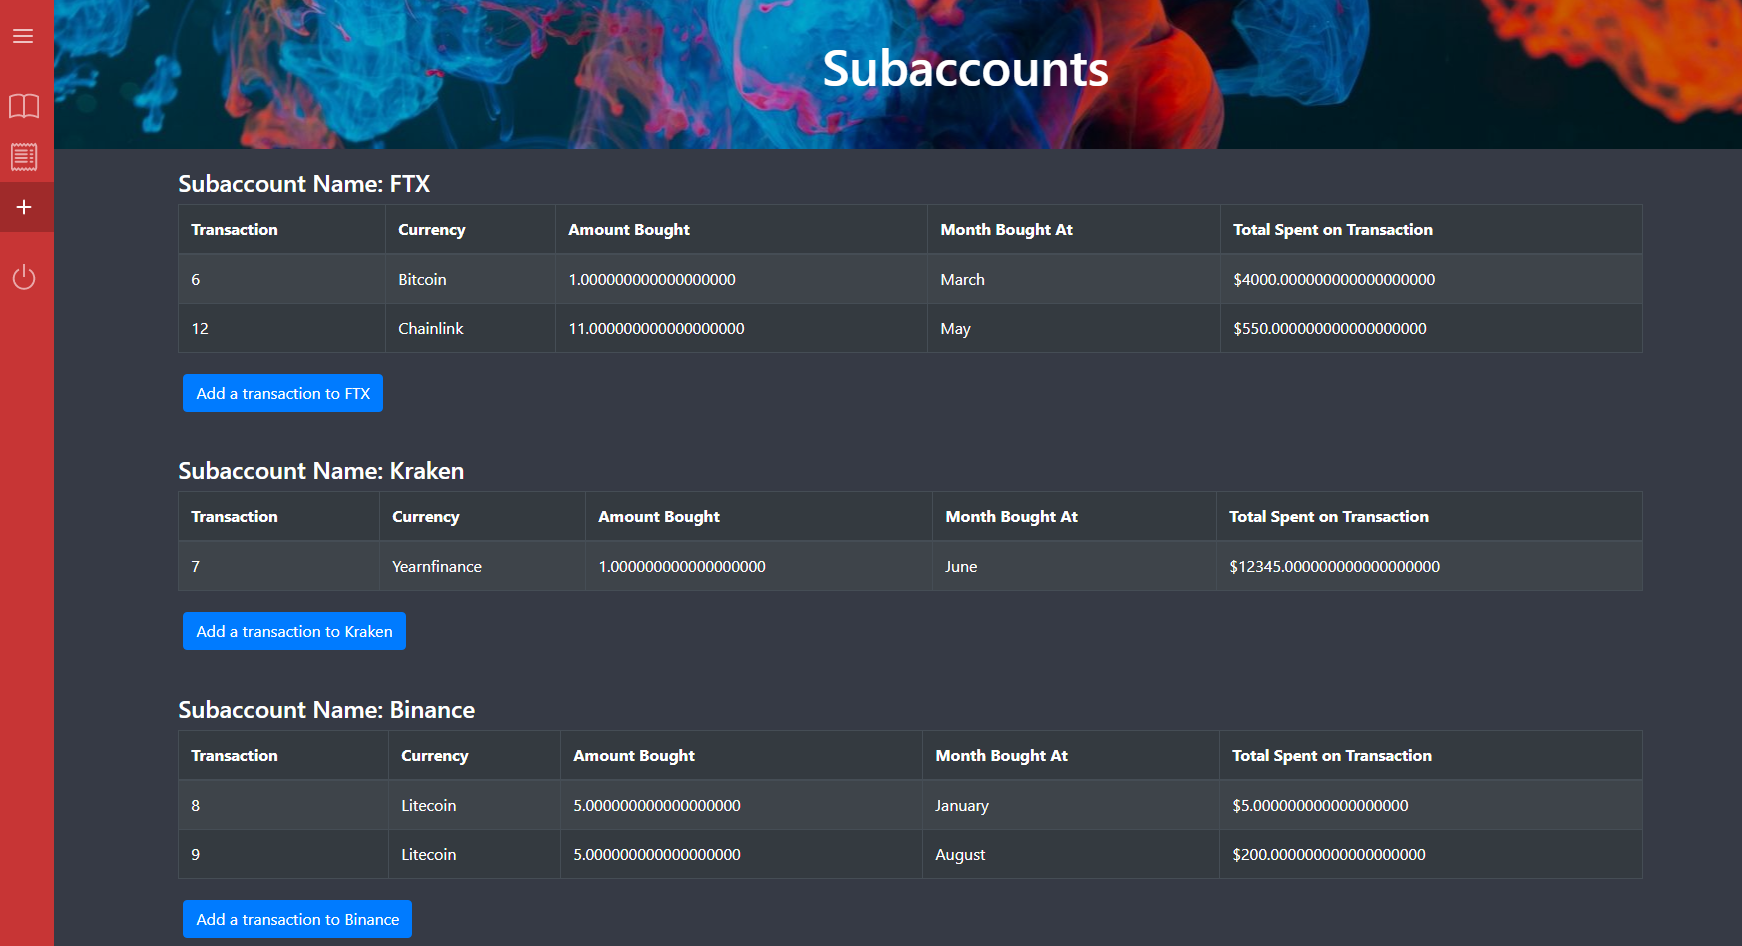 Subaccounts
Subaccount Name: FTX
Transaction Currency Amount Bought Month Bought At Total Spent on Transaction
6 Bitcoin 1.000000000000000000 March $4000.000000000000000000
12 Chainlink 11.000000000000000000 May $550.000000000000000000
Add a transaction to FTX
Subaccount Name: Kraken
Transaction Currency Amount Bought Month Bought At Total Spent on Transaction
7 Yearnfinance 1.000000000000000000 June $12345.000000000000000000
Add a transaction to Kraken
Subaccount Name: Binance
Transaction Currency Amount Bought Month Bought At Total Spent on Transaction
8 Litecoin 5.000000000000000000 January $5.000000000000000000
9 Litecoin 5.000000000000000000 August $200.000000000000000000
Add a transaction to Binance